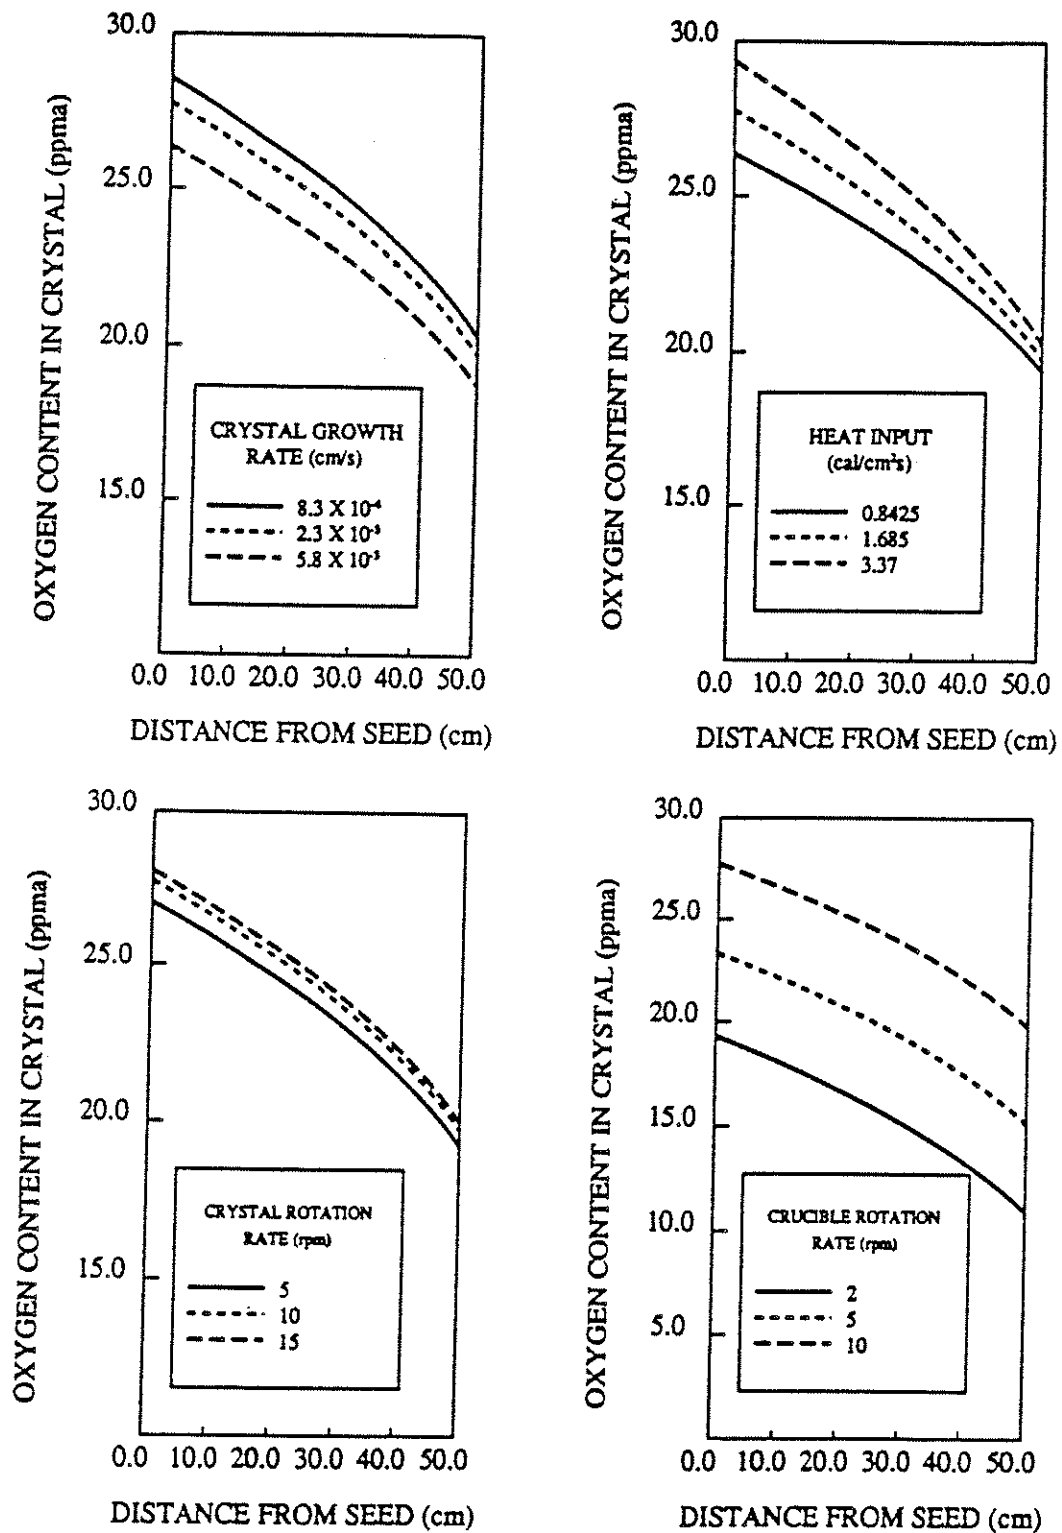 30.0
25.0
20.0
15.0
OXYGEN CONTENT IN CRYSTAL (ppma)
CRYSTAL GROWTH
RATE (cm/s)
8.3 X 10⁻⁴
2.3 X 10⁻³
5.8 X 10⁻³
0.0 10.0 20.0 30.0 40.0 50.0
DISTANCE FROM SEED (cm)
30.0
25.0
20.0
15.0
OXYGEN CONTENT IN CRYSTAL (ppma)
HEAT INPUT
(cal/cm²s)
0.8425
1.685
3.37
0.0 10.0 20.0 30.0 40.0 50.0
DISTANCE FROM SEED (cm)
30.0
25.0
20.0
15.0
OXYGEN CONTENT IN CRYSTAL (ppma)
CRYSTAL ROTATION
RATE (rpm)
5
10
15
0.0 10.0 20.0 30.0 40.0 50.0
DISTANCE FROM SEED (cm)
30.0
25.0
20.0
15.0
10.0
5.0
OXYGEN CONTENT IN CRYSTAL (ppma)
CRUCIBLE ROTATION
RATE (rpm)
2
5
10
0.0 10.0 20.0 30.0 40.0 50.0
DISTANCE FROM SEED (cm)